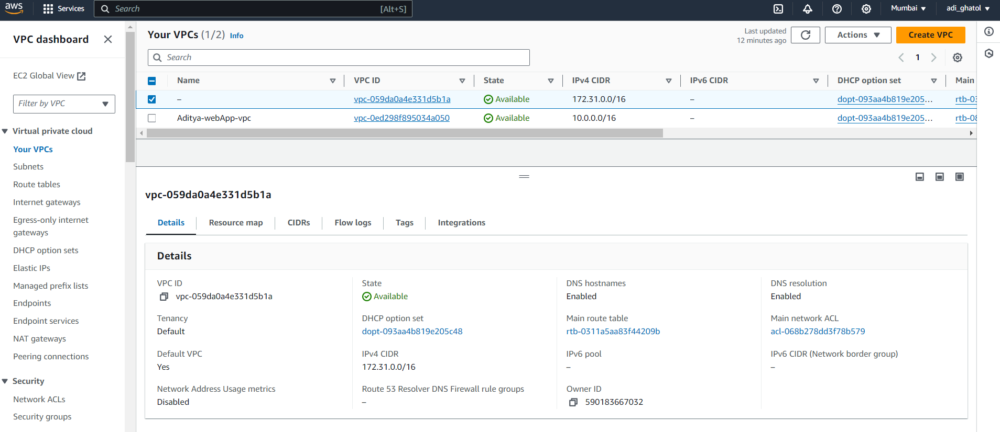 aws
Services
Search
[Alt+S]
Mumbai
adi_ghatol
VPC dashboard
EC2 Global View
Filter by VPC
Virtual private cloud
Your VPCs
Subnets
Route tables
Internet gateways
Egress-only internet
gateways
DHCP option sets
Elastic IPs
Managed prefix lists
Endpoints
Endpoint services
NAT gateways
Peering connections
Security
Network ACLs
Security groups
Your VPCs (1/2) Info
Last updated
12 minutes ago
Actions
Create VPC
Search
1
Name VPC ID State IPv4 CIDR IPv6 CIDR DHCP option set Main
– vpc-059da0a4e331d5b1a Available 172.31.0.0/16 – dopt-093aa4b819e205… rtb-03
Aditya-webApp-vpc vpc-0ed298f895034a050 Available 10.0.0.0/16 – dopt-093aa4b819e205… rtb-08
vpc-059da0a4e331d5b1a
Details Resource map CIDRs Flow logs Tags Integrations
Details
VPC ID State DNS hostnames DNS resolution
vpc-059da0a4e331d5b1a Available Enabled Enabled
Tenancy DHCP option set Main route table Main network ACL
Default dopt-093aa4b819e205c48 rtb-0311a5aa83f44209b acl-068b278dd3f78b579
Default VPC IPv4 CIDR IPv6 pool IPv6 CIDR (Network border group)
Yes 172.31.0.0/16 – –
Network Address Usage metrics Route 53 Resolver DNS Firewall rule groups Owner ID
Disabled – 590183667032